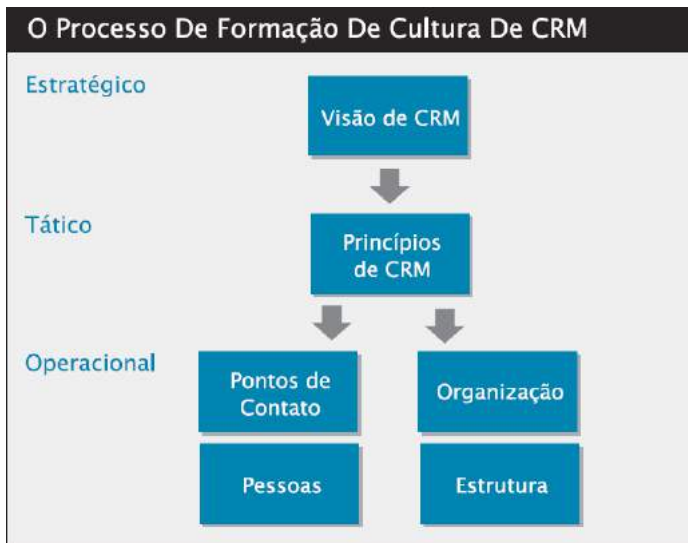 O Processo De Formação De Cultura De CRM
Estratégico
Visão de CRM
Tático
Princípios
de CRM
Operacional
Pontos de
Contato
Organização
Pessoas
Estrutura